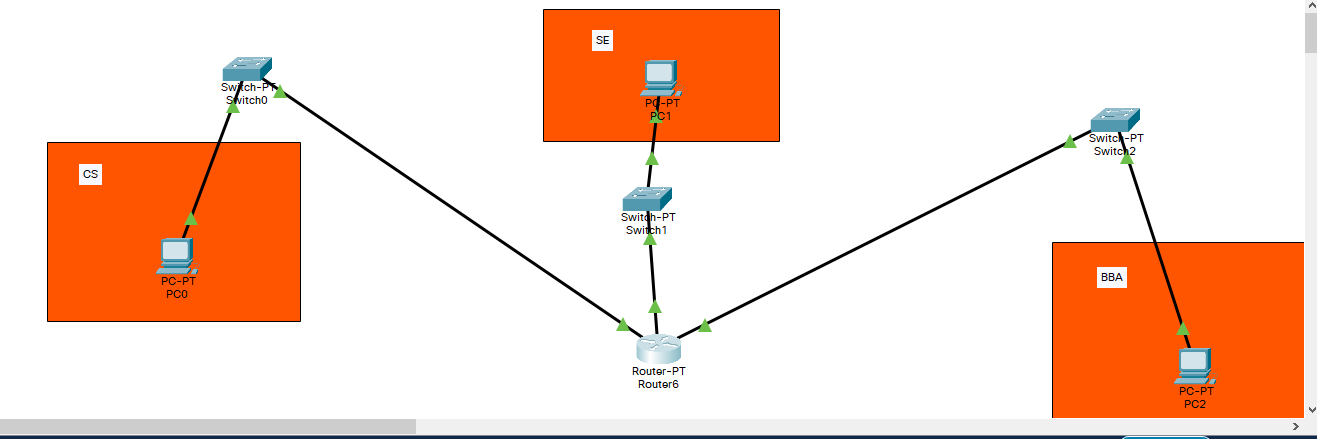 SE
Switch-PT
Switch0
PC-PT
PC1
Switch-PT
Switch2
CS
Switch-PT
Switch1
PC-PT
PC0
BBA
Router-PT
Router6
PC-PT
PC2